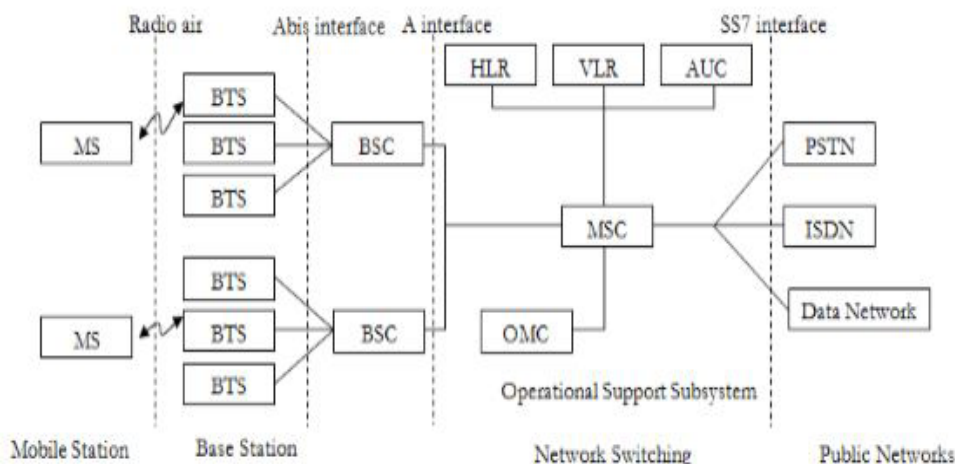 Radio air
Abis interface
A interface
SS7 interface
HLR
VLR
AUC
BTS
MS
BTS
BSC
PSTN
BTS
MSC
ISDN
BTS
Data Network
MS
BTS
BSC
OMC
BTS
Operational Support Subsystem
Mobile Station
Base Station
Network Switching
Public Networks